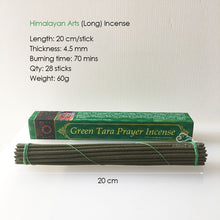 Himalayan Arts (Long) Incense
Length: 20 cm/stick
Thickness: 4.5 mm
Burning time: 70 mins
Qty: 28 sticks
Weight: 60g
Green Tara Prayer Incense
20 cm